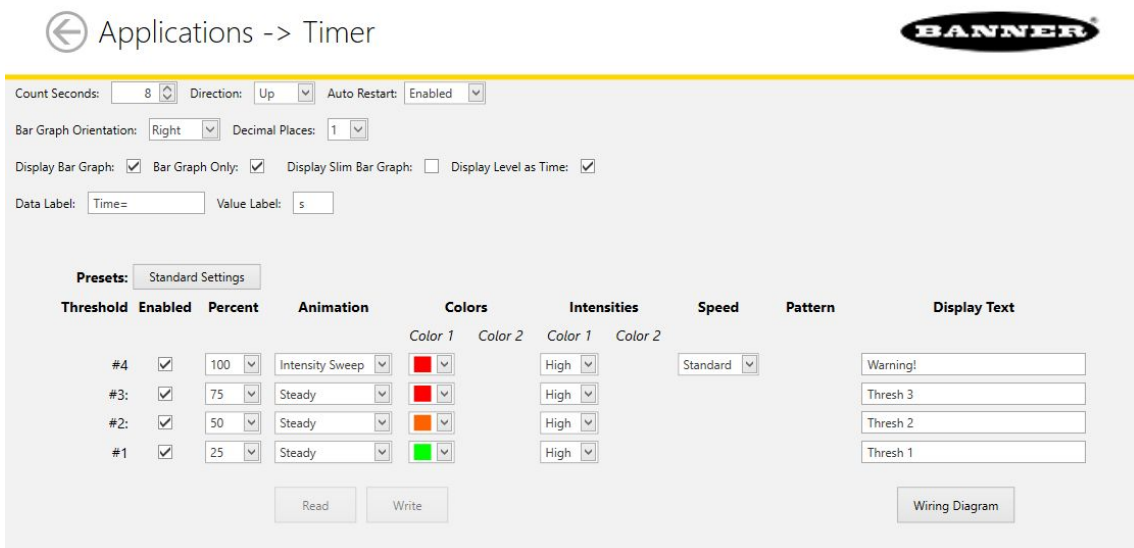 Applications -> Timer
BANNER
Count Seconds: 8 Direction: Up Auto Restart: Enabled
Bar Graph Orientation: Right Decimal Places: 1
Display Bar Graph: Bar Graph Only: Display Slim Bar Graph: Display Level as Time:
Data Label: Time= Value Label: s
Presets: Standard Settings
Threshold Enabled Percent Animation Colors Intensities Speed Pattern Display Text
Color 1 Color 2 Color 1 Color 2
#4 100 Intensity Sweep High Standard Warning!
#3: 75 Steady High Thresh 3
#2: 50 Steady High Thresh 2
#1 25 Steady High Thresh 1
Read Write Wiring Diagram